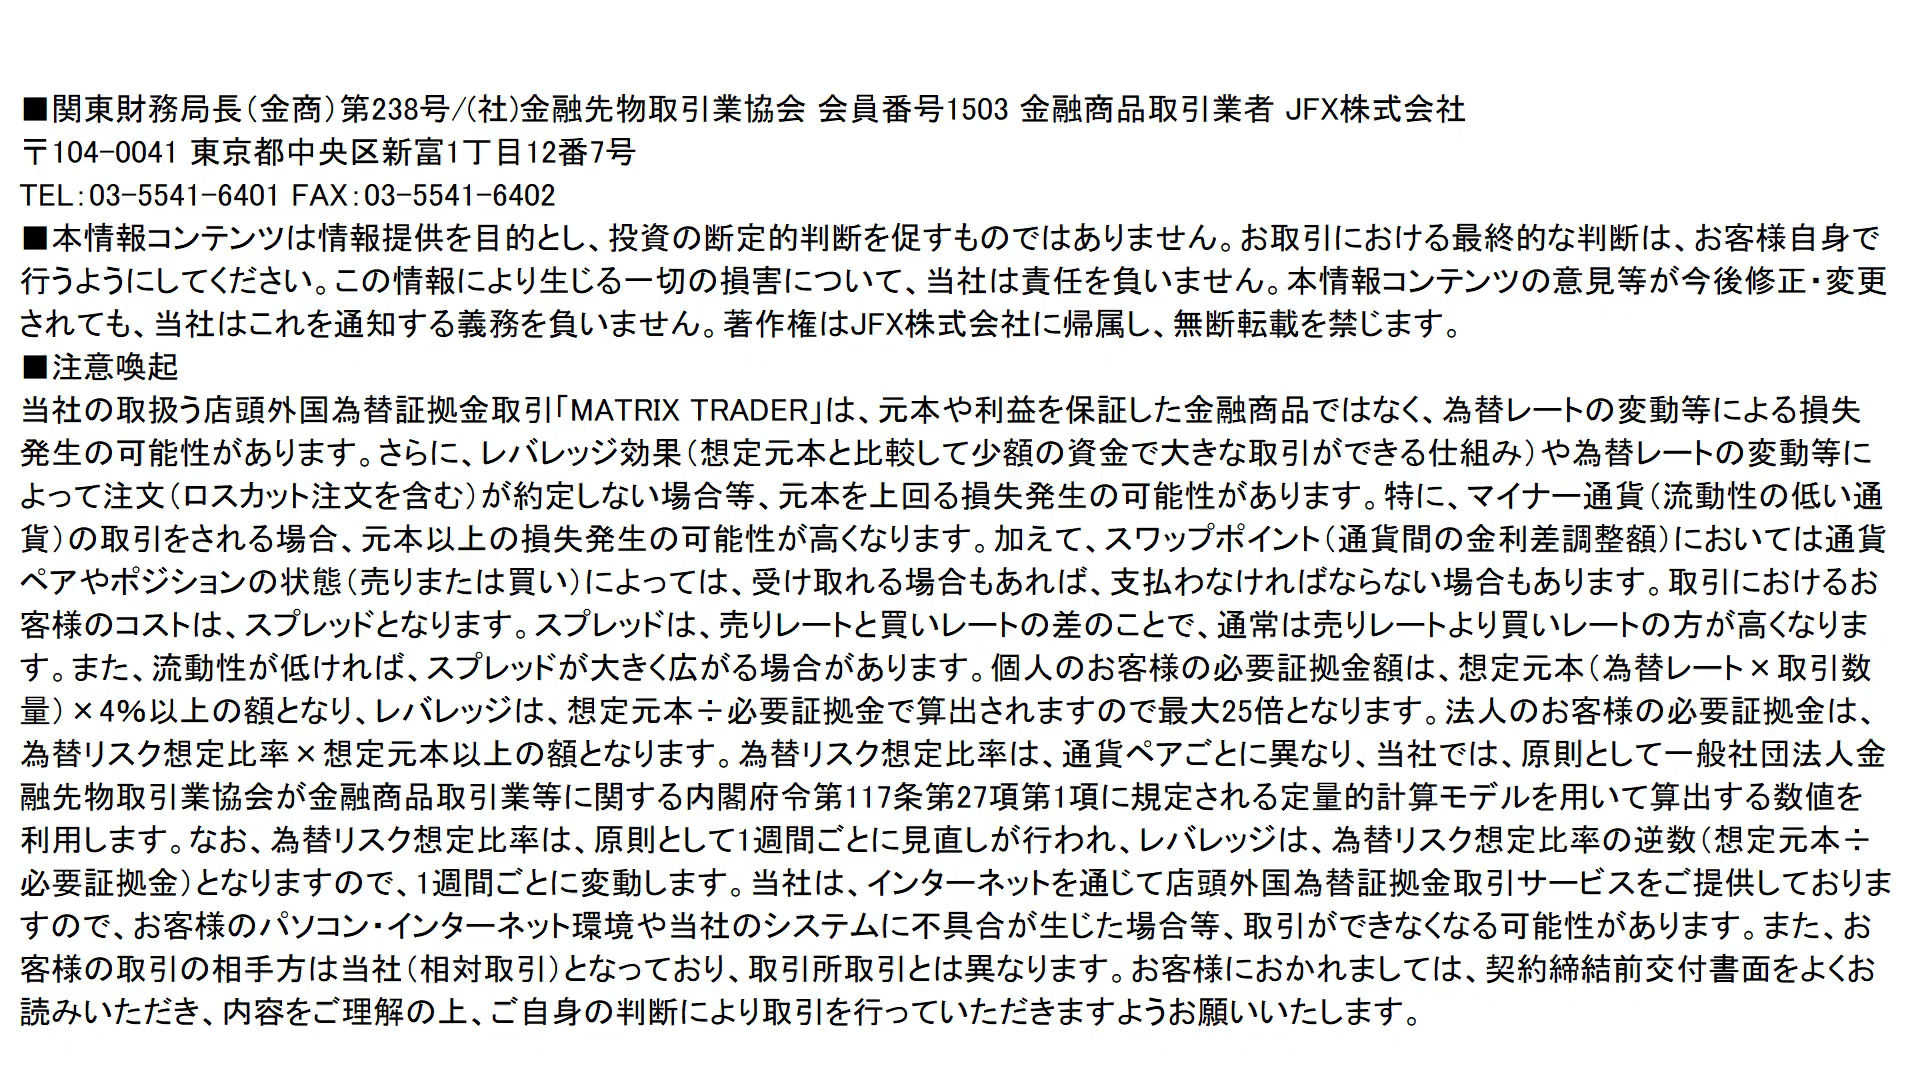 ■関東財務局長（金商）第238号/(社)金融先物取引業協会 会員番号1503 金融商品取引業者 JFX株式会社
〒104-0041 東京都中央区新富1丁目12番7号
TEL：03-5541-6401 FAX：03-5541-6402
■本情報コンテンツは情報提供を目的とし、投資の断定的判断を促すものではありません。お取引における最終的な判断は、お客様自身で
行うようにしてください。この情報により生じる一切の損害について、当社は責任を負いません。本情報コンテンツの意見等が今後修正・変更
されても、当社はこれを通知する義務を負いません。著作権はJFX株式会社に帰属し、無断転載を禁じます。
■注意喚起
当社の取扱う店頭外国為替証拠金取引「MATRIX TRADER」は、元本や利益を保証した金融商品ではなく、為替レートの変動等による損失
発生の可能性があります。さらに、レバレッジ効果（想定元本と比較して少額の資金で大きな取引ができる仕組み）や為替レートの変動等に
よって注文（ロスカット注文を含む）が約定しない場合等、元本を上回る損失発生の可能性があります。特に、マイナー通貨（流動性の低い通
貨）の取引をされる場合、元本以上の損失発生の可能性が高くなります。加えて、スワップポイント（通貨間の金利差調整額）においては通貨
ペアやポジションの状態（売りまたは買い）によっては、受け取れる場合もあれば、支払わなければならない場合もあります。取引におけるお
客様のコストは、スプレッドとなります。スプレッドは、売りレートと買いレートの差のことで、通常は売りレートより買いレートの方が高くなりま
す。また、流動性が低ければ、スプレッドが大きく広がる場合があります。個人のお客様の必要証拠金額は、想定元本（為替レート×取引数
量）×4％以上の額となり、レバレッジは、想定元本÷必要証拠金で算出されますので最大25倍となります。法人のお客様の必要証拠金は、
為替リスク想定比率×想定元本以上の額となります。為替リスク想定比率は、通貨ペアごとに異なり、当社では、原則として一般社団法人金
融先物取引業協会が金融商品取引業等に関する内閣府令第117条第27項第1項に規定される定量的計算モデルを用いて算出する数値を
利用します。なお、為替リスク想定比率は、原則として1週間ごとに見直しが行われ、レバレッジは、為替リスク想定比率の逆数（想定元本÷
必要証拠金）となりますので、1週間ごとに変動します。当社は、インターネットを通じて店頭外国為替証拠金取引サービスをご提供しておりま
すので、お客様のパソコン・インターネット環境や当社のシステムに不具合が生じた場合等、取引ができなくなる可能性があります。また、お
客様の取引の相手方は当社（相対取引）となっており、取引所取引とは異なります。お客様におかれましては、契約締結前交付書面をよくお
読みいただき、内容をご理解の上、ご自身の判断により取引を行っていただきますようお願いいたします。